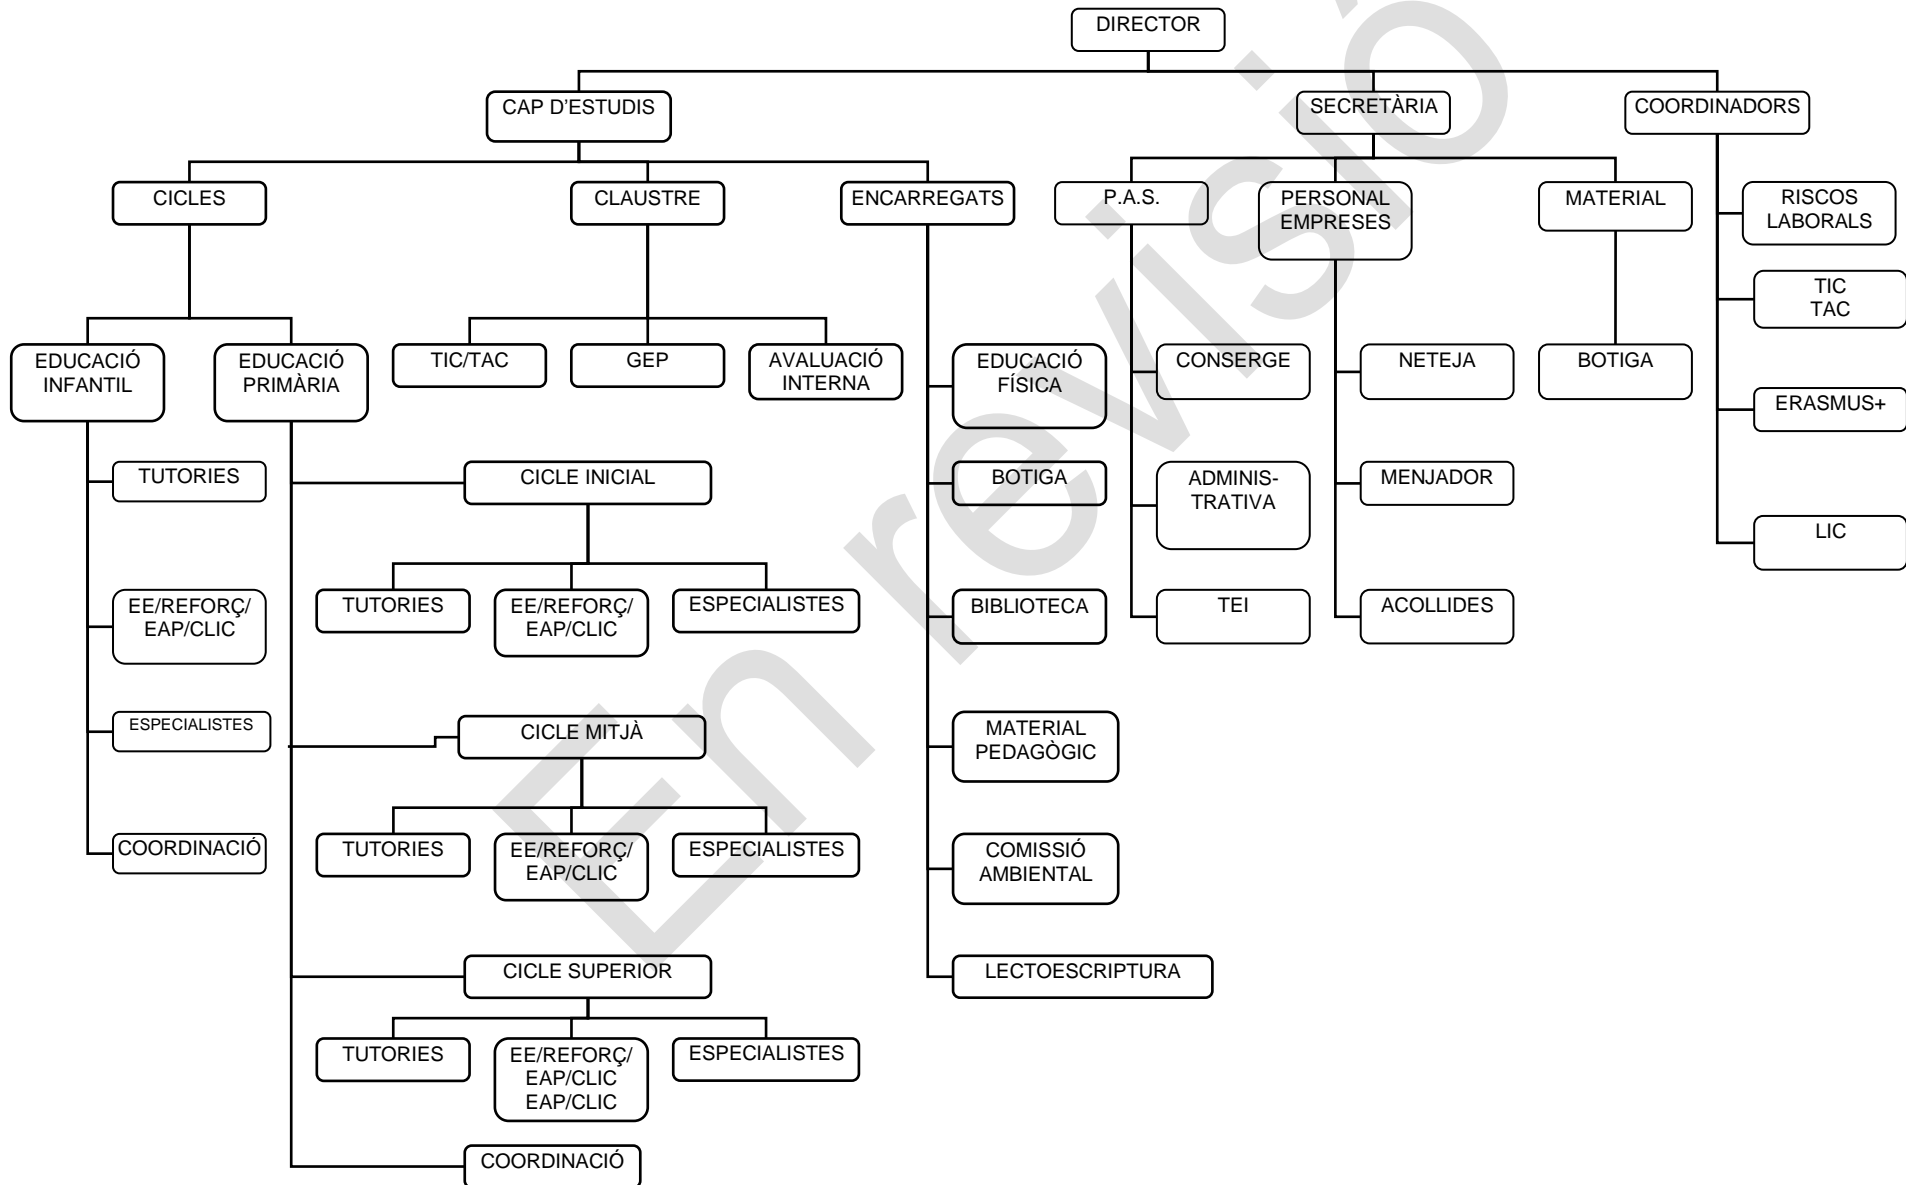 DIRECTOR
CAP D'ESTUDIS
SECRETÀRIA
COORDINADORS
CICLES
CLAUSTRE
ENCARREGATS
P.A.S.
PERSONAL
EMPRESES
MATERIAL
RISCOS
LABORALS
TIC
TAC
EDUCACIÓ
INFANTIL
EDUCACIÓ
PRIMÀRIA
TIC/TAC
GEP
AVALUACIÓ
INTERNA
EDUCACIÓ
FÍSICA
CONSERGE
NETEJA
BOTIGA
ERASMUS+
TUTORIES
CICLE INICIAL
BOTIGA
ADMINIS-
TRATIVA
MENJADOR
LIC
EE/REFORÇ/
EAP/CLIC
TUTORIES
EE/REFORÇ/
EAP/CLIC
ESPECIALISTES
BIBLIOTECA
TEI
ACOLLIDES
ESPECIALISTES
CICLE MITJÀ
MATERIAL
PEDAGÒGIC
COORDINACIÓ
TUTORIES
EE/REFORÇ/
EAP/CLIC
ESPECIALISTES
COMISSIÓ
AMBIENTAL
CICLE SUPERIOR
LECTOESCRIPTURA
TUTORIES
EE/REFORÇ/
EAP/CLIC
EAP/CLIC
ESPECIALISTES
COORDINACIÓ
En revisió